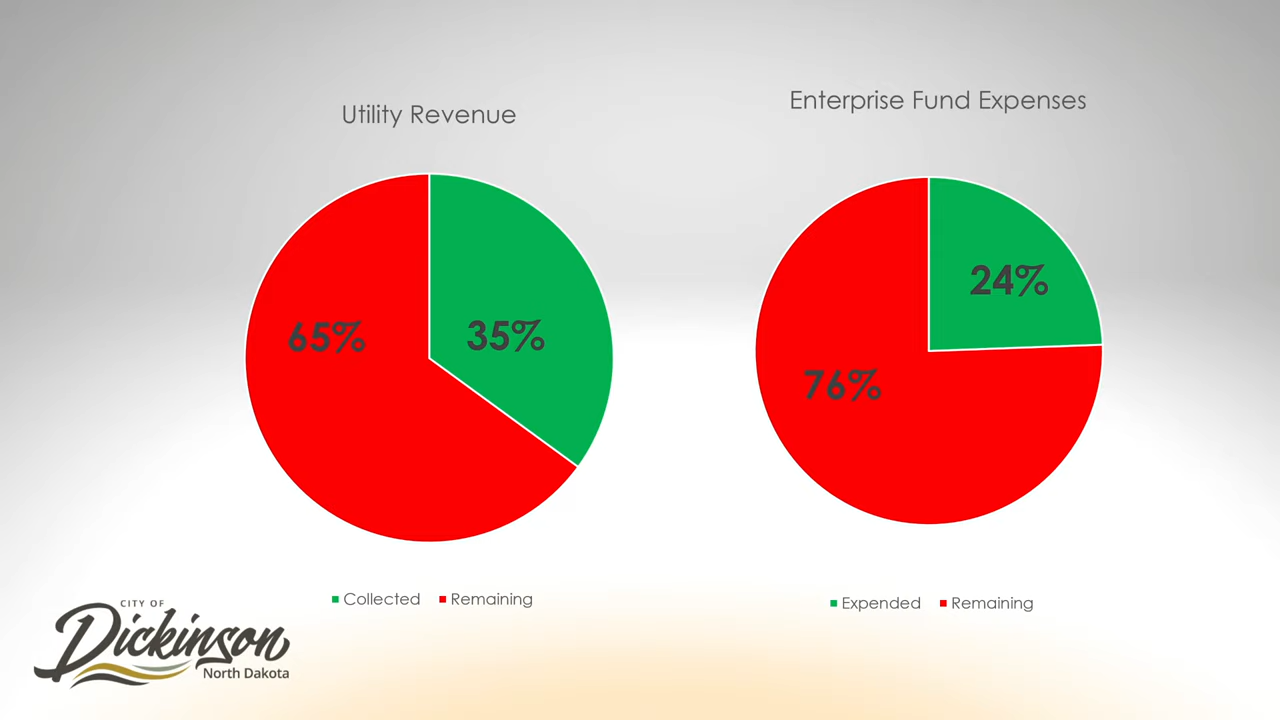 Utility Revenue
65%
35%
Collected
Remaining
Enterprise Fund Expenses
24%
76%
Expended
Remaining
CITY OF
Dickinson
North Dakota